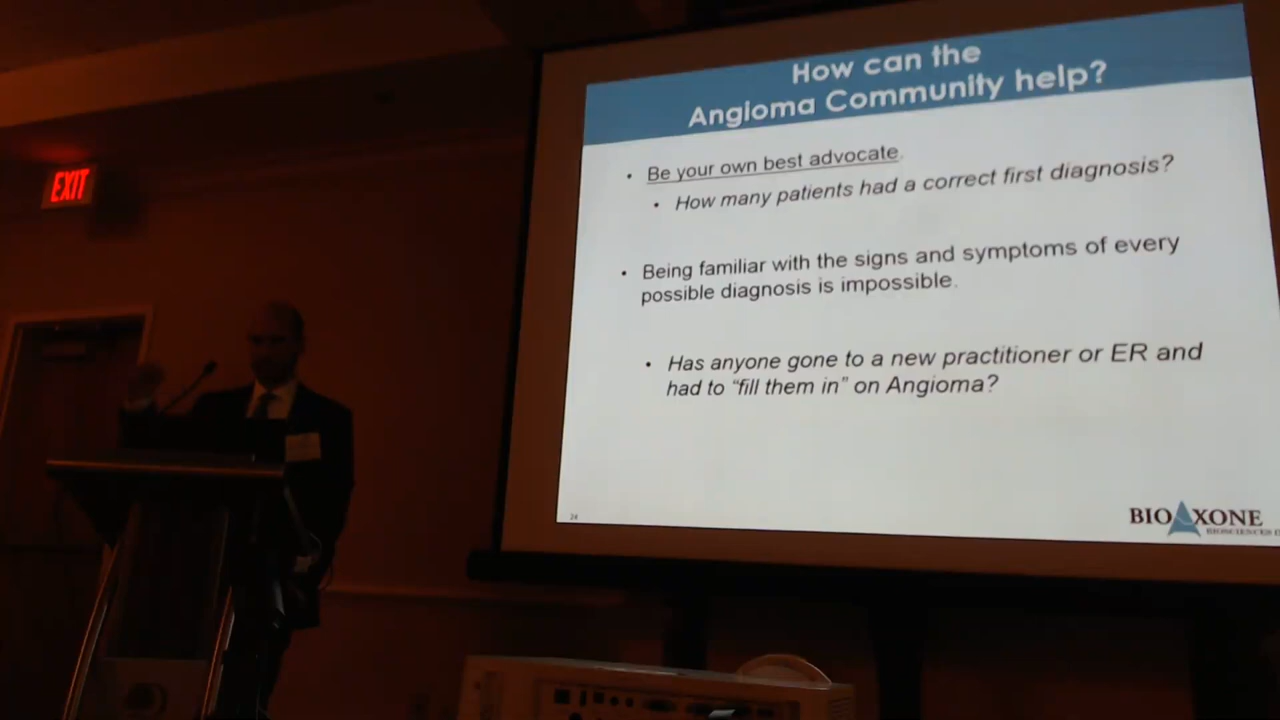 How can the
Angioma Community help?
• Be your own best advocate.
• How many patients had a correct first diagnosis?
• Being familiar with the signs and symptoms of every
possible diagnosis is impossible.
• Has anyone gone to a new practitioner or ER and
had to “fill them in” on Angioma?
EXIT
24
BIOAXONE
BIOSCIENCES